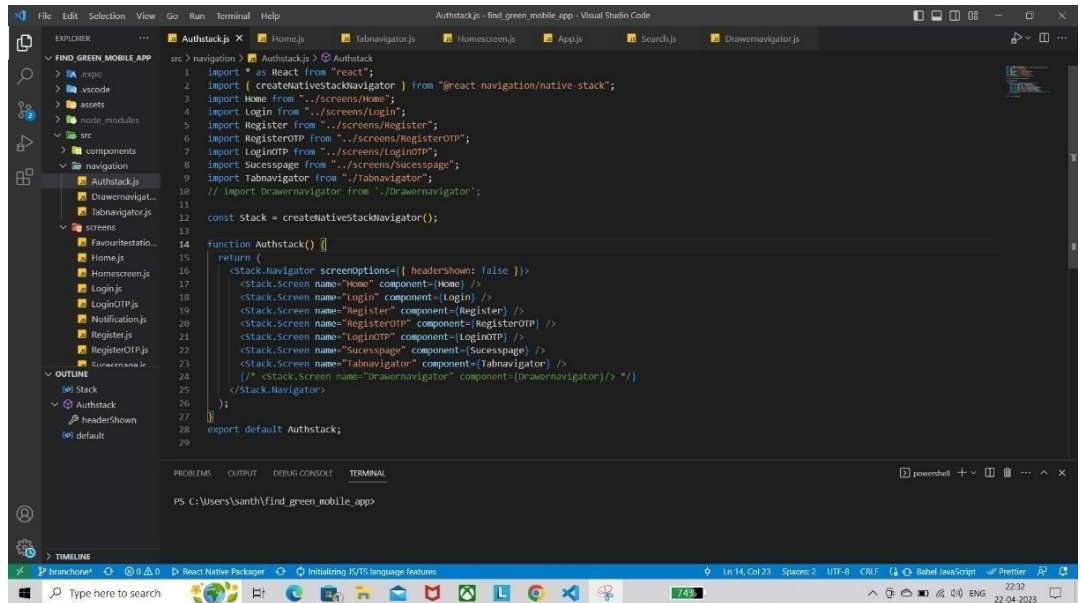 File Edit Selection View Go Run Terminal Help
Authstack.js - find_green_mobile_app - Visual Studio Code
EXPLORER
Authstack.js
Home.js
Tabnavigator.js
Homescreen.js
App.js
Search.js
Drawernavigator.js
FIND_GREEN_MOBILE_APP
.expo
.vscode
assets
node_modules
src
components
navigation
Authstack.js
Drawernavigat...
Tabnavigator.js
screens
Favouritestatio...
Home.js
Homescreen.js
Login.js
LoginOTP.js
Notification.js
Register.js
RegisterOTP.js
Sucesspage.js
OUTLINE
Stack
Authstack
headerShown
default
TIMELINE
src > navigation > Authstack.js > Authstack
1 import * as React from "react";
2 import { createNativeStackNavigator } from "@react-navigation/native-stack";
3 import Home from "../screens/Home";
4 import Login from "../screens/Login";
5 import Register from "../screens/Register";
6 import RegisterOTP from "../screens/RegisterOTP";
7 import LoginOTP from "../screens/LoginOTP";
8 import Sucesspage from "../screens/Sucesspage";
9 import Tabnavigator from "./Tabnavigator";
10 // import Drawernavigator from './Drawernavigator';
11
12 const Stack = createNativeStackNavigator();
13
14 function Authstack() {
15 return (
16 <Stack.Navigator screenOptions={{ headerShown: false }}>
17 <Stack.Screen name="Home" component={Home} />
18 <Stack.Screen name="Login" component={Login} />
19 <Stack.Screen name="Register" component={Register} />
20 <Stack.Screen name="RegisterOTP" component={RegisterOTP} />
21 <Stack.Screen name="LoginOTP" component={LoginOTP} />
22 <Stack.Screen name="Sucesspage" component={Sucesspage} />
23 <Stack.Screen name="Tabnavigator" component={Tabnavigator} />
24 {/* <Stack.Screen name="Drawernavigator" component={Drawernavigator}/> */}
25 </Stack.Navigator>
26 );
27 }
28 export default Authstack;
29
PROBLEMS OUTPUT DEBUG CONSOLE TERMINAL
powershell
PS C:\Users\santh\find_green_mobile_app>
branchone* 0 0 0 React Native Packager Initializing JS/TS language features
Ln 14, Col 23 Spaces: 2 UTF-8 CRLF Babel JavaScript Prettier
Type here to search
74%
ENG
22:32
22-04-2023